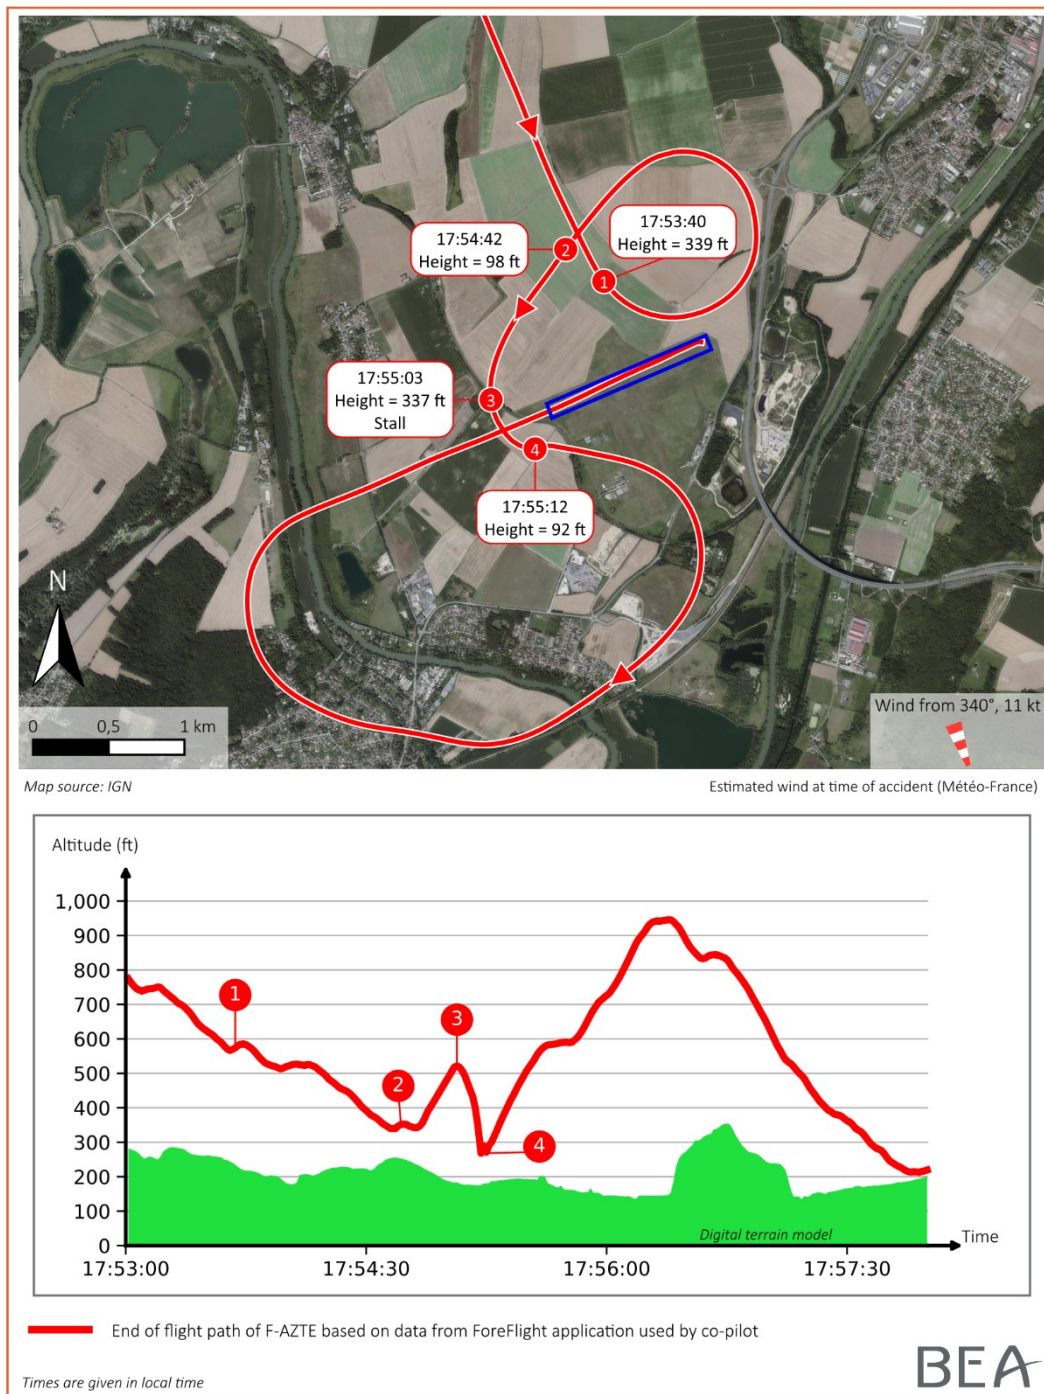 17:53:40
Height = 339 ft
1
17:54:42
Height = 98 ft
2
17:55:03
Height = 337 ft
Stall
3
4
17:55:12
Height = 92 ft
N
0 0,5 1 km
Wind from 340°, 11 kt
Map source: IGN
Estimated wind at time of accident (Météo-France)
Altitude (ft)
1,000
900
800
700
600
500
400
300
200
100
0
1
2
3
4
Digital terrain model
Time
17:53:00 17:54:30 17:56:00 17:57:30
End of flight path of F-AZTE based on data from ForeFlight application used by co-pilot
Times are given in local time
BEA